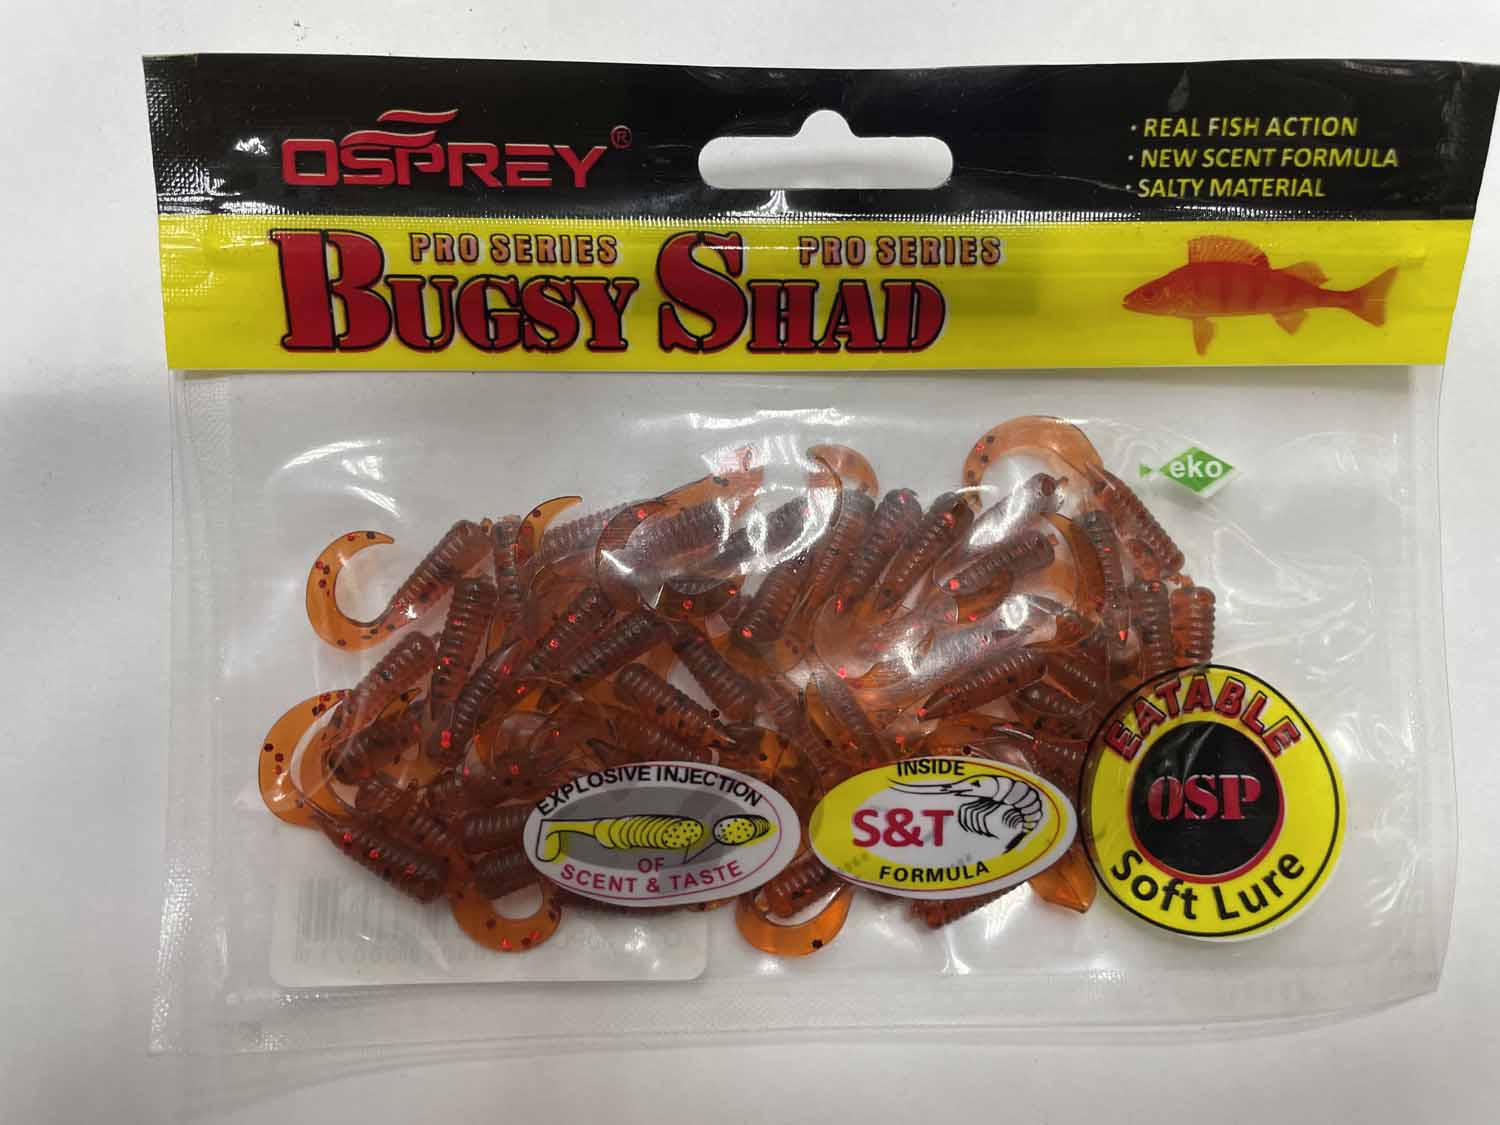 OSPREY®
· REAL FISH ACTION
· NEW SCENT FORMULA
· SALTY MATERIAL
PRO SERIES PRO SERIES
BUGSY SHAD
eko
EXPLOSIVE INJECTION
OF
SCENT & TASTE
INSIDE
S&T
FORMULA
EATABLE
OSP
Soft Lure